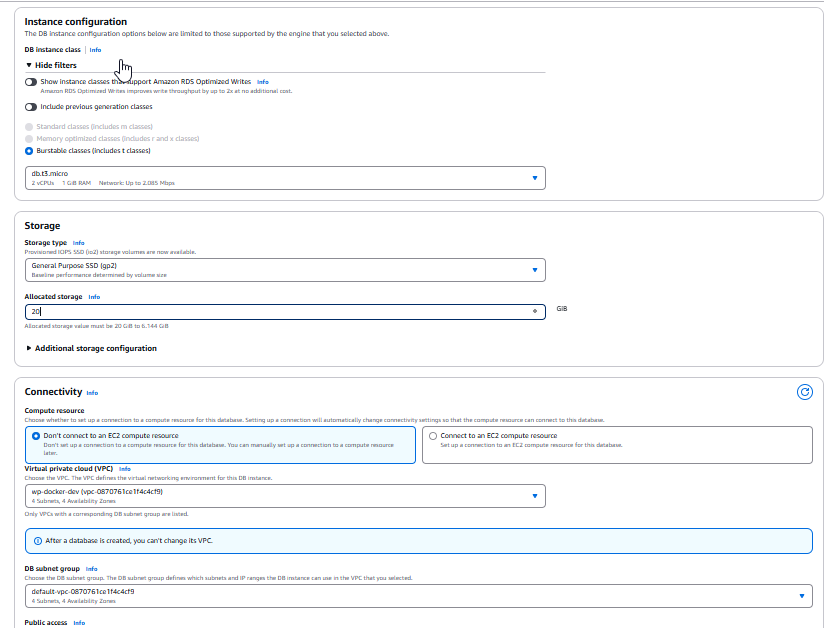 Instance configuration
The DB instance configuration options below are limited to those supported by the engine that you selected above.
DB instance class Info
Hide filters
Show instance classes that support Amazon RDS Optimized Writes Info
Amazon RDS Optimized Writes improves write throughput by up to 2x at no additional cost.
Include previous generation classes
Standard classes (includes m classes)
Memory optimized classes (includes r and x classes)
Burstable classes (includes t classes)
db.t3.micro
2 vCPUs 1 GiB RAM Network: Up to 2,085 Mbps
Storage
Storage type Info
Provisioned IOPS SSD (io2) storage volumes are now available.
General Purpose SSD (gp2)
Baseline performance determined by volume size
Allocated storage Info
20
GiB
Allocated storage value must be 20 GiB to 6,144 GiB
Additional storage configuration
Connectivity Info
Compute resource
Choose whether to set up a connection to a compute resource for this database. Setting up a connection will automatically change connectivity settings so that the compute resource can connect to this database.
Don't connect to an EC2 compute resource
Don't set up a connection to a compute resource for this database. You can manually set up a connection to a compute resource
later.
Connect to an EC2 compute resource
Set up a connection to an EC2 compute resource for this database.
Virtual private cloud (VPC) Info
Choose the VPC. The VPC defines the virtual networking environment for this DB instance.
wp-docker-dev (vpc-0870761ce1f4c4cf9)
4 Subnets, 4 Availability Zones
Only VPCs with a corresponding DB subnet group are listed.
After a database is created, you can't change its VPC.
DB subnet group Info
Choose the DB subnet group. The DB subnet group defines which subnets and IP ranges the DB instance can use in the VPC that you selected.
default-vpc-0870761ce1f4c4cf9
4 Subnets, 4 Availability Zones
Public access Info